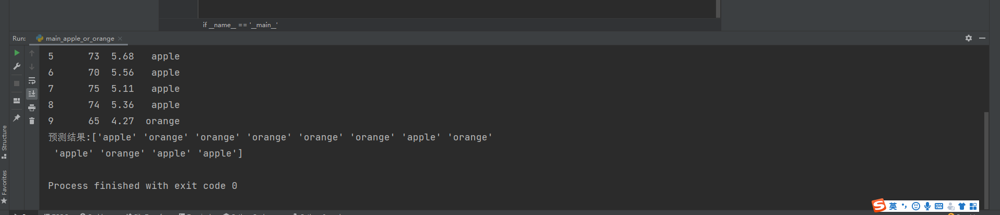 if __name__ == '__main__'
Run: main_apple_or_orange
5 73 5.68 apple
6 70 5.56 apple
7 75 5.11 apple
8 74 5.36 apple
9 65 4.27 orange
预测结果:['apple' 'orange' 'orange' 'orange' 'orange' 'orange' 'apple' 'orange'
'apple' 'orange' 'apple' 'apple']
Process finished with exit code 0
Structure
Favorites
S英